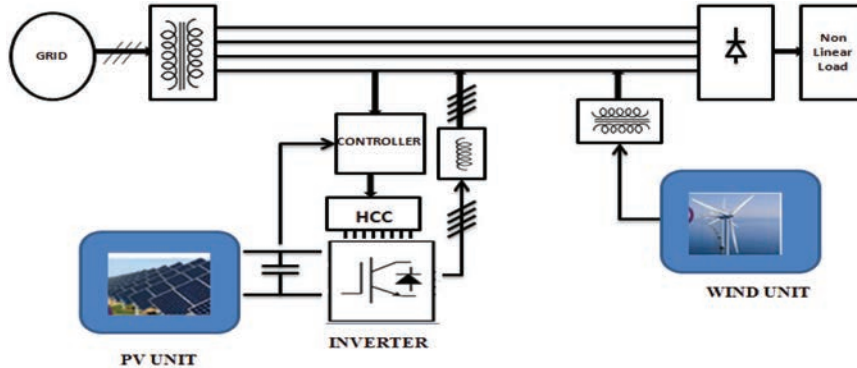 GRID
Non
Linear
Load
CONTROLLER
HCC
WIND UNIT
INVERTER
PV UNIT